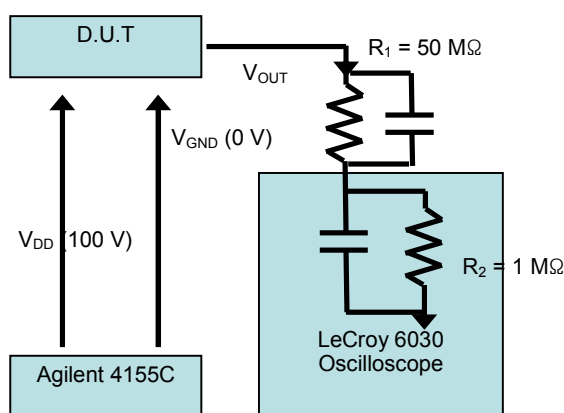 D.U.T
R₁ = 50 MΩ
V_OUT
V_GND (0 V)
V_DD (100 V)
R₂ = 1 MΩ
LeCroy 6030
Oscilloscope
Agilent 4155C